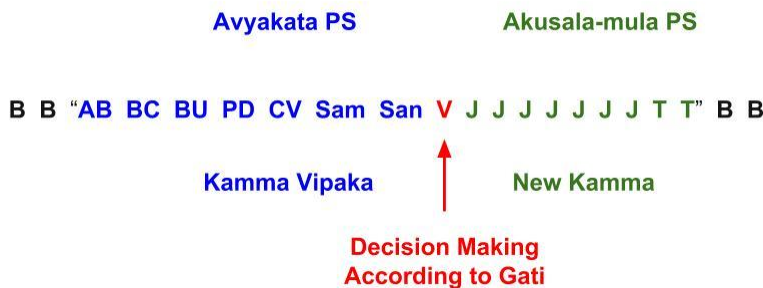 Avyakata PS Akusala-mula PS
B B “AB BC BU PD CV Sam San V J J J J J J J T T” B B
Kamma Vipaka New Kamma
Decision Making
According to Gati